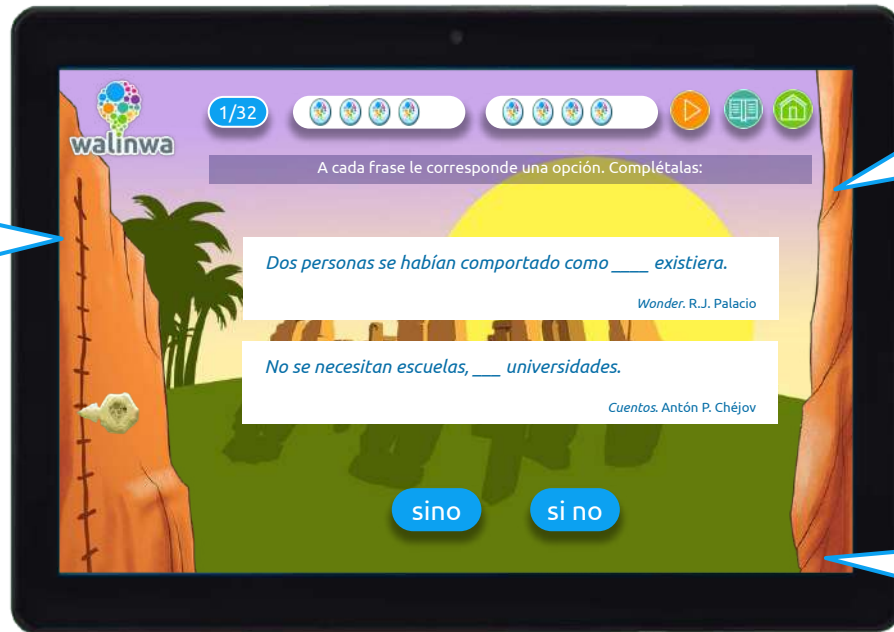 walinwa
1/32
A cada frase le corresponde una opción. Complétalas:
Dos personas se habían comportado como ____ existiera.
Wonder. R.J. Palacio
No se necesitan escuelas, ___ universidades.
Cuentos. Antón P. Chéjov
sino
si no